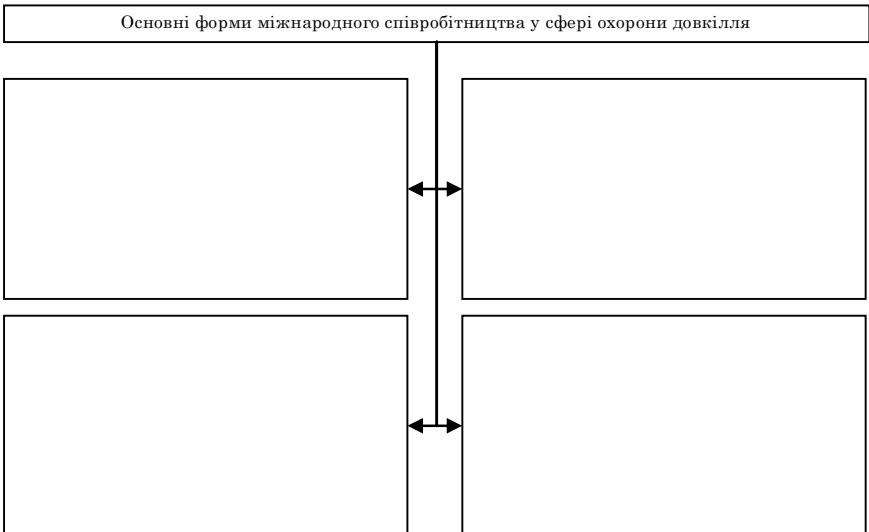 Основні форми міжнародного співробітництва у сфері охорони довкілля